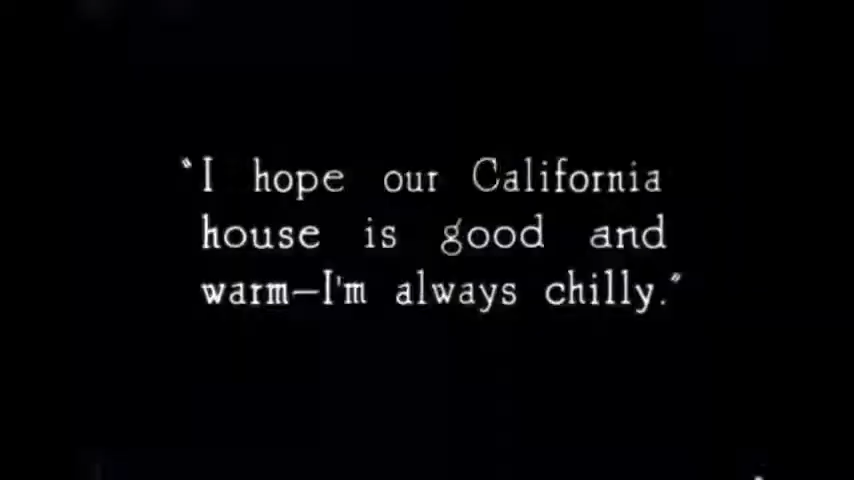 "I hope our California
house is good and
warm—I'm always chilly."